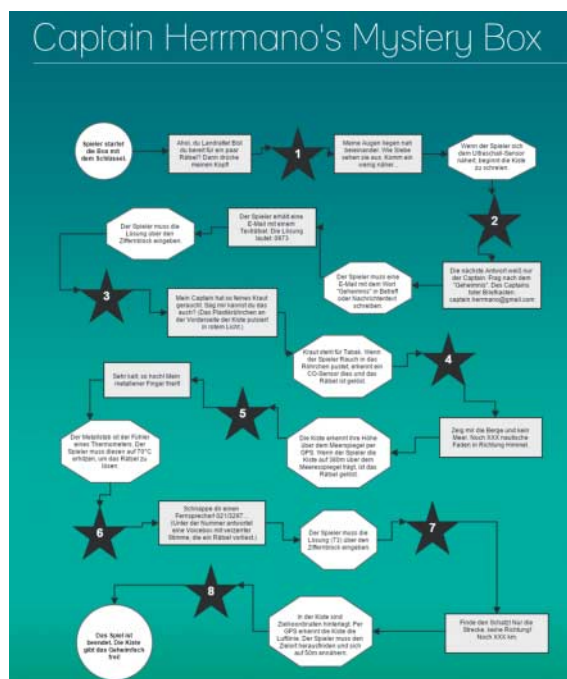 Captain Herrmano's Mystery Box
Spieler startet
die Box mit
dem Schlüssel.
Ahoi, du Landratte! Bist
du bereit für ein paar
Rätsel? Dann drücke
meinen Kopf!
1
Meine Augen liegen nah
beieinander. Wie Siebe
sehen sie aus. Komm ein
wenig näher...
Wenn der Spieler sich
dem Ultraschall-Sensor
nähert, beginnt die Kiste
zu schreien.
2
Die nächste Antwort weiß nur
der Captain. Frag nach dem
"Geheimnis". Des Captains
toter Briefkasten:
captain.herrmano@gmail.com
Der Spieler muss eine
E-Mail mit dem Wort
"Geheimnis" in Betreff
oder Nachrichtentext
schreiben.
Der Spieler erhält eine
E-Mail mit einem
Texträtsel. Die Lösung
lautet:
Der Spieler muss die
Lösung über den
Ziffernblock eingeben.
3
Mein Captain hat so feines Kraut
geraucht. Sag mir kannst du das
auch? (Das Plastikröhrchen an
der Vorderseite der Kiste pulsiert
in rotem Licht.)
Kraut steht für Tabak. Wenn
der Spieler Rauch in das
Röhrchen pustet, erkennt ein
CO-Sensor dies und das
Rätsel ist gelöst.
4
Zeig mir die Berge und kein
Meer. Noch XXX nautische
Faden in Richtung Himmel.
Die Kiste erkennt ihre Höhe
über dem Meeresspiegel per
GPS. Wenn der Spieler die
Kiste auf über dem
Meeresspiegel trägt, ist das
Rätsel gelöst.
5
Sehr kalt, so hoch! Mein
metallener Finger friert!
Der Metallstab ist der Fühler
eines Thermometers. Der
Spieler muss diesen auf 70°C
erhitzen, um das Rätsel zu
lösen.
6
Schnappe dir einen
Fernsprecher!
(Unter der Nummer antwortet
eine Voicebox mit verzerrter
Stimme, die ein Rätsel vorliest.)
Der Spieler muss die
Lösung über den
Ziffernblock eingeben.
7
Finde den Schatz! Nur die
Strecke, keine Richtung!
Noch XXX km.
In der Kiste sind
Zielkoordinaten hinterlegt. Per
GPS erkennt die Kiste die
Luftlinie. Der Spieler muss den
Zielort herausfinden und sich
auf 50m annähern.
8
Das Spiel ist
beendet. Die Kiste
gibt das Geheimfach
frei!